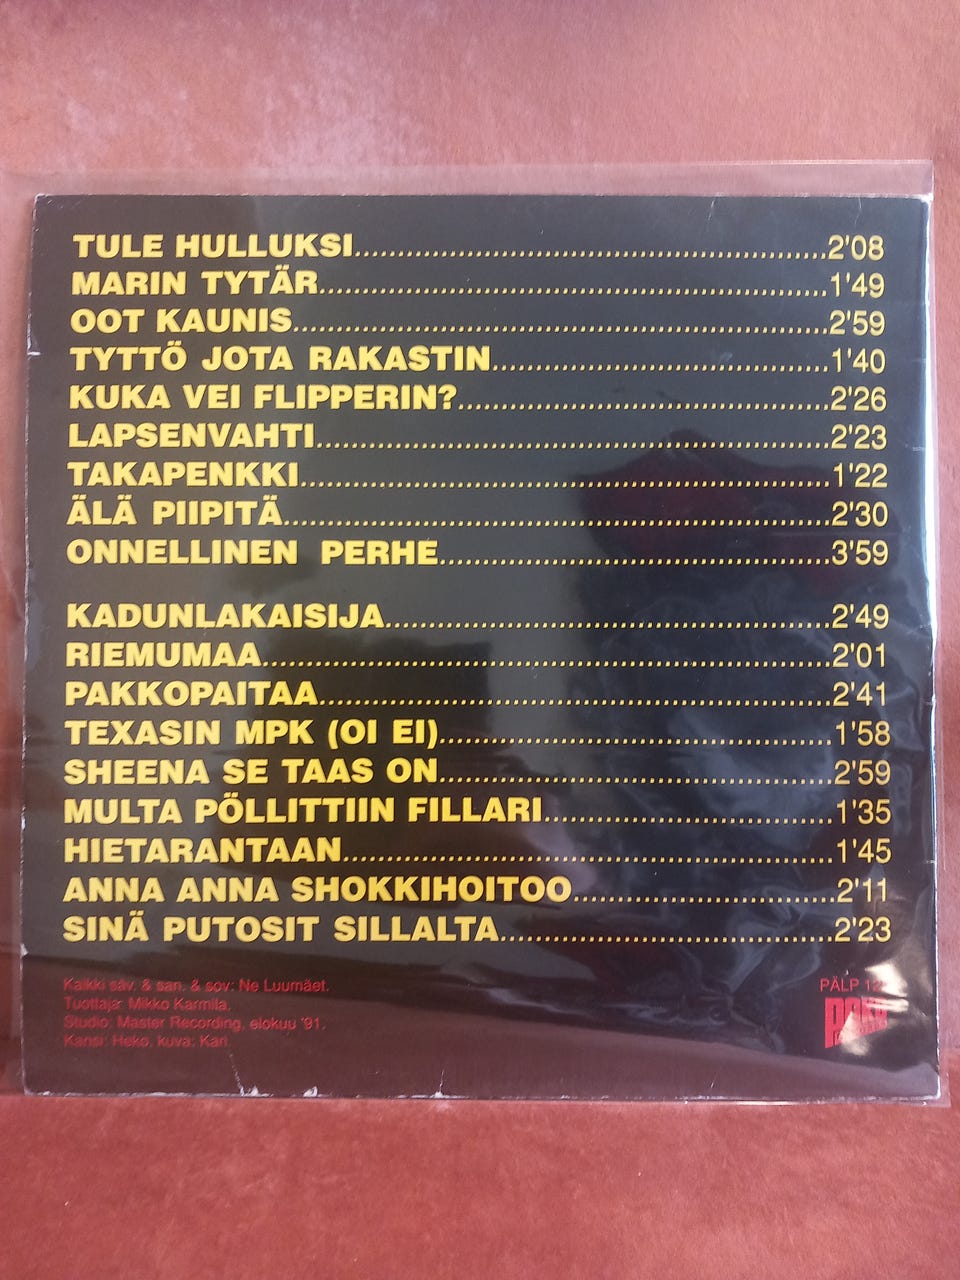 TULE HULLUKSI..........2'08
MARIN TYTÄR..........1'49
OOT KAUNIS..........2'59
TYTTÖ JOTA RAKASTIN..........1'40
KUKA VEI FLIPPERIN?..........2'26
LAPSENVAHTI..........2'23
TAKAPENKKI..........1'22
ÄLÄ PIIPITÄ..........2'30
ONNELLINEN PERHE..........3'59
KADUNLAKAISIJA..........2'49
RIEMUMAA..........2'01
PAKKOPAITAA..........2'41
TEXASIN MPK (OI EI)..........1'58
SHEENA SE TAAS ON..........2'59
MULTA PÖLLITTIIN FILLARI..........1'35
HIETARANTAAN..........1'45
ANNA ANNA SHOKKIHOITOO..........2'11
SINÄ PUTOSIT SILLALTA..........2'23
Kaikki säv. & san. & sov: Ne Luumäet.
Tuottaja: Mikko Karmila.
Studio: Master Recording, elokuu '91.
Kansi: Heko, kuva: Kari.
PÄLP